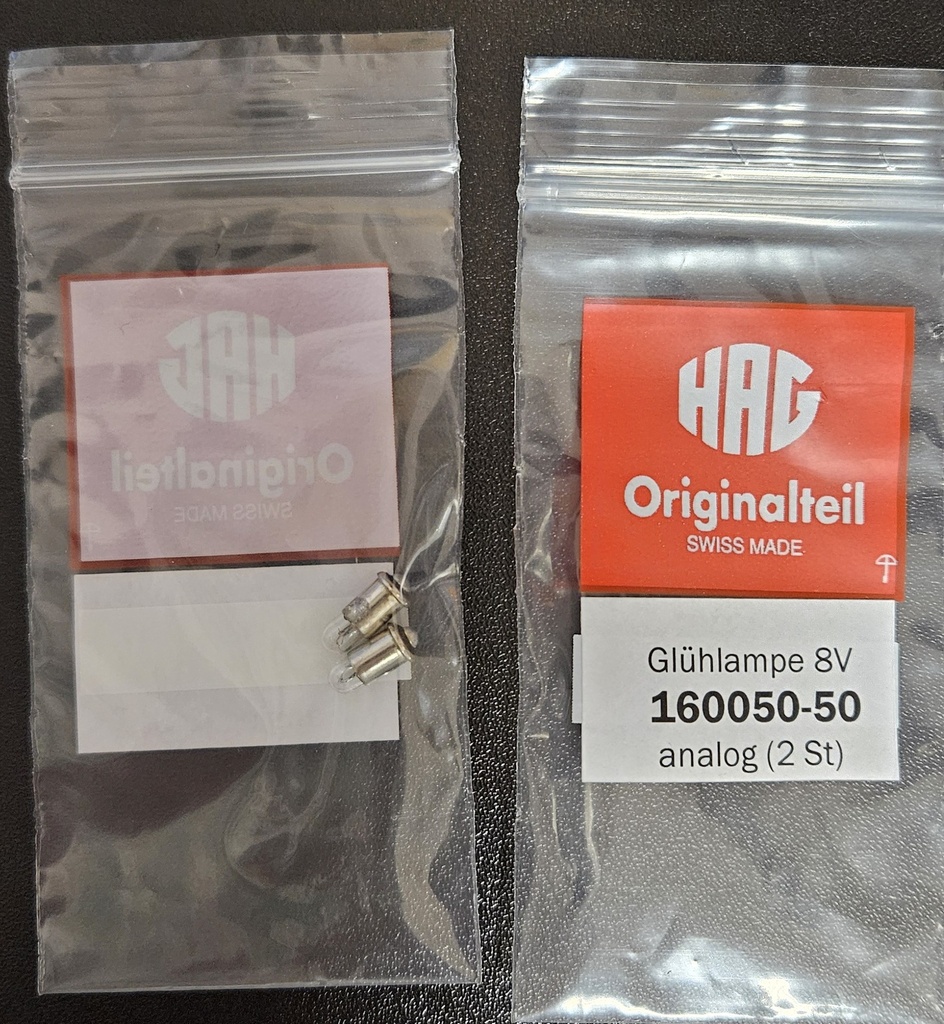 HAG
Originalteil
SWISS MADE
HAG
Originalteil
SWISS MADE
Glühlampe 8V
160050-50
analog (2 St)